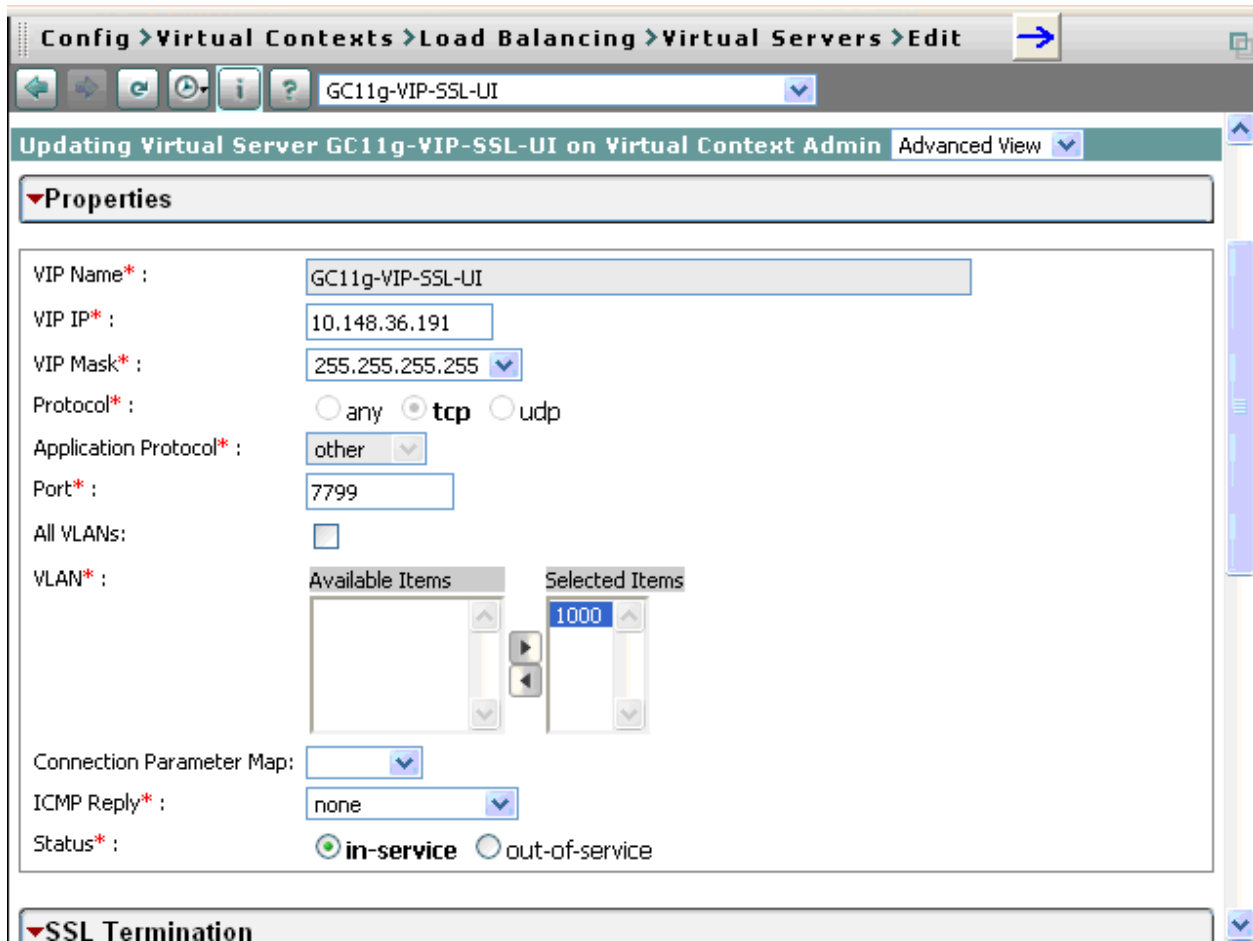 Config >Virtual Contexts >Load Balancing >Virtual Servers >Edit
GC11g-VIP-SSL-UI
Updating Virtual Server GC11g-VIP-SSL-UI on Virtual Context Admin Advanced View
Properties
VIP Name* : GC11g-VIP-SSL-UI
VIP IP* : 10.148.36.191
VIP Mask* : 255.255.255.255
Protocol* : any tcp udp
Application Protocol* : other
Port* : 7799
All VLANs:
VLAN* : Available Items Selected Items
1000
Connection Parameter Map:
ICMP Reply* : none
Status* : in-service out-of-service
SSL Termination